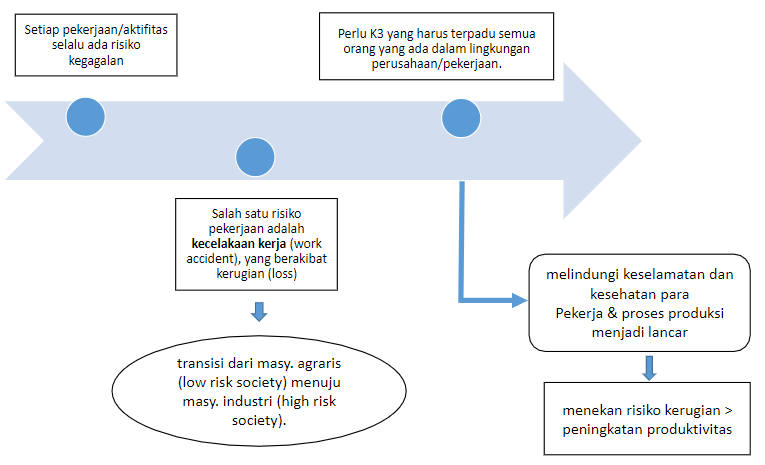 Setiap pekerjaan/aktifitas
selalu ada risiko
kegagalan
Perlu K3 yang harus terpadu semua
orang yang ada dalam lingkungan
perusahaan/pekerjaan.
Salah satu risiko
pekerjaan adalah
kecelakaan kerja (work
accident), yang berakibat
kerugian (loss)
transisi dari masy. agraris
(low risk society) menuju
masy. industri (high risk
society).
melindungi keselamatan dan
kesehatan para
Pekerja & proses produksi
menjadi lancar
menekan risiko kerugian >
peningkatan produktivitas